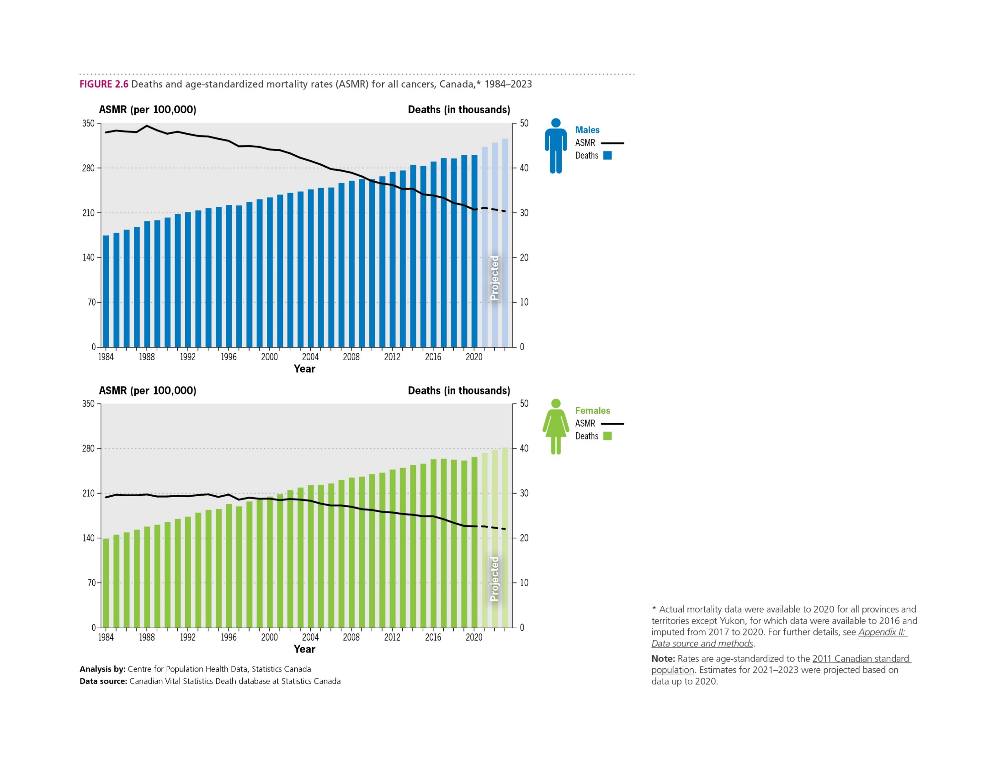 FIGURE 2.6 Deaths and age-standardized mortality rates (ASMR) for all cancers, Canada,* 1984–2023
ASMR (per 100,000) Deaths (in thousands)
350 50
280 40
210 30
140 20
70 10
0 0
Projected
1984 1988 1992 1996 2000 2004 2008 2012 2016 2020
Year
Males
ASMR
Deaths
ASMR (per 100,000) Deaths (in thousands)
350 50
280 40
210 30
140 20
70 10
0 0
Projected
1984 1988 1992 1996 2000 2004 2008 2012 2016 2020
Year
Females
ASMR
Deaths
Analysis by: Centre for Population Health Data, Statistics Canada
Data source: Canadian Vital Statistics Death database at Statistics Canada
* Actual mortality data were available to 2020 for all provinces and
territories except Yukon, for which data were available to 2016 and
imputed from 2017 to 2020. For further details, see Appendix II:
Data source and methods.
Note: Rates are age-standardized to the 2011 Canadian standard
population. Estimates for 2021–2023 were projected based on
data up to 2020.